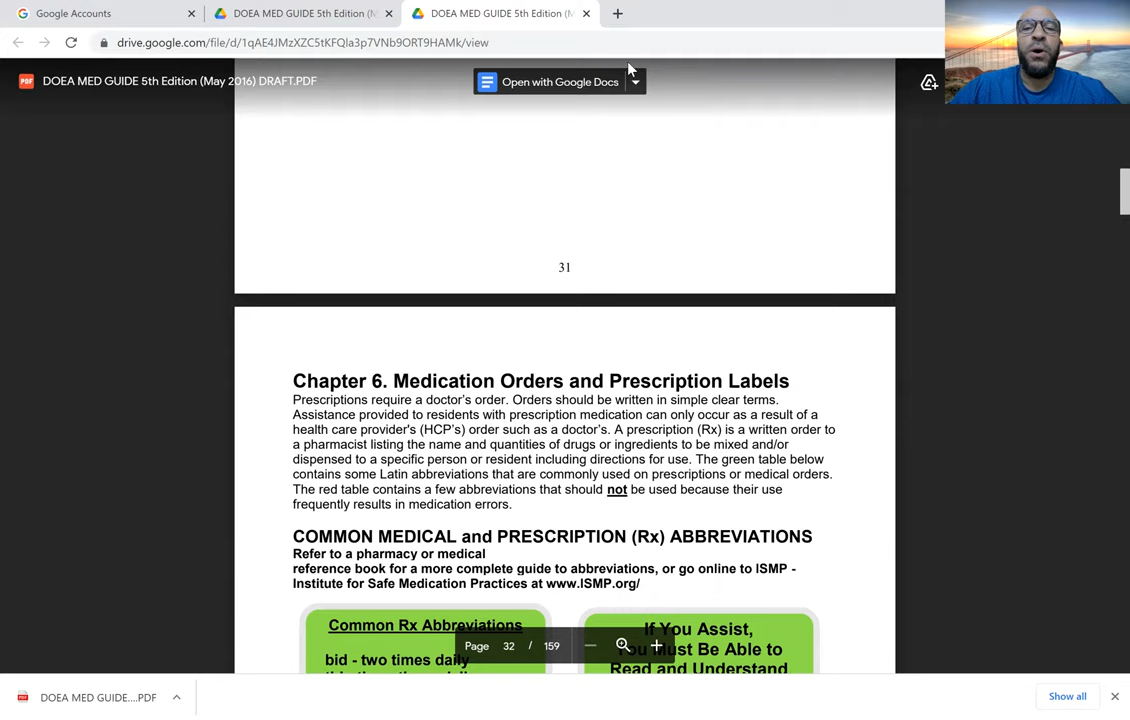 Google Accounts
DOEA MED GUIDE 5th Edition (M
DOEA MED GUIDE 5th Edition (M
drive.google.com/file/d/1qAE4JMzXZC5tKFQIa3p7VNb9ORT9HAMk/view
PDF
DOEA MED GUIDE 5th Edition (May 2016) DRAFT.PDF
Open with Google Docs
31
Chapter 6. Medication Orders and Prescription Labels
Prescriptions require a doctor's order. Orders should be written in simple clear terms.
Assistance provided to residents with prescription medication can only occur as a result of a
health care provider's (HCP's) order such as a doctor's. A prescription (Rx) is a written order to
a pharmacist listing the name and quantities of drugs or ingredients to be mixed and/or
dispensed to a specific person or resident including directions for use. The green table below
contains some Latin abbreviations that are commonly used on prescriptions or medical orders.
The red table contains a few abbreviations that should not be used because their use
frequently results in medication errors.
COMMON MEDICAL and PRESCRIPTION (Rx) ABBREVIATIONS
Refer to a pharmacy or medical
reference book for a more complete guide to abbreviations, or go online to ISMP -
Institute for Safe Medication Practices at www.ISMP.org/
Common Rx Abbreviations
bid - two times daily
If You Assist,
You Must Be Able to
Read and Understand
Page 32 / 159
DOEA MED GUIDE....PDF
Show all